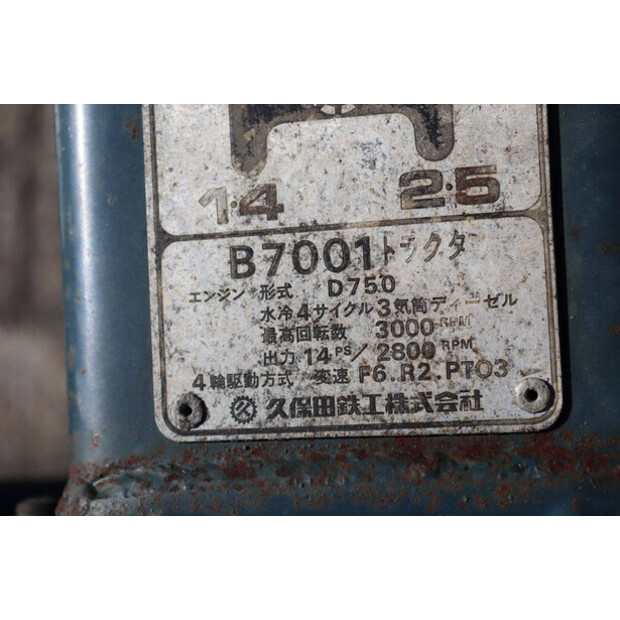 1·4 2·5
B7001トラクタ
エンジン・形式 D750
水冷4サイクル3気筒ディーゼル
最高回転数 3000 RPM
出力 14 PS/2800 RPM
4輪駆動方式 変速 F6.R2.PTO3
久保田鉄工株式会社